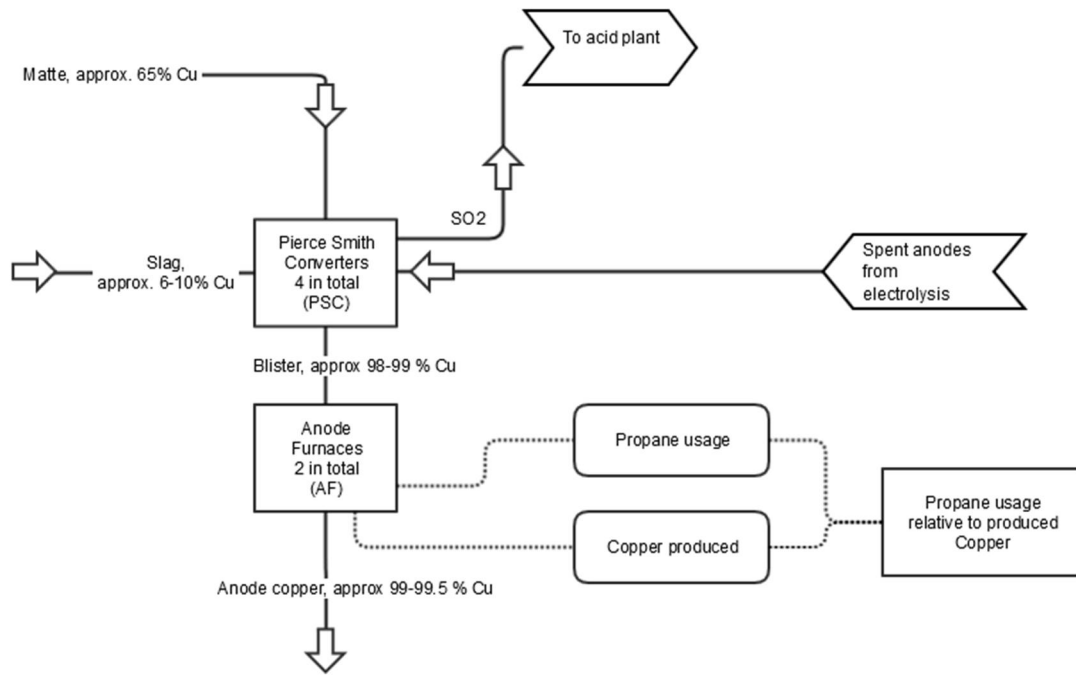 To acid plant
Matte, approx. 65% Cu
SO2
Pierce Smith
Converters
4 in total
(PSC)
Slag,
approx. 6-10% Cu
Spent anodes
from
electrolysis
Blister, approx 98-99 % Cu
Anode
Furnaces
2 in total
(AF)
Propane usage
Copper produced
Propane usage
relative to produced
Copper
Anode copper, approx 99-99.5 % Cu